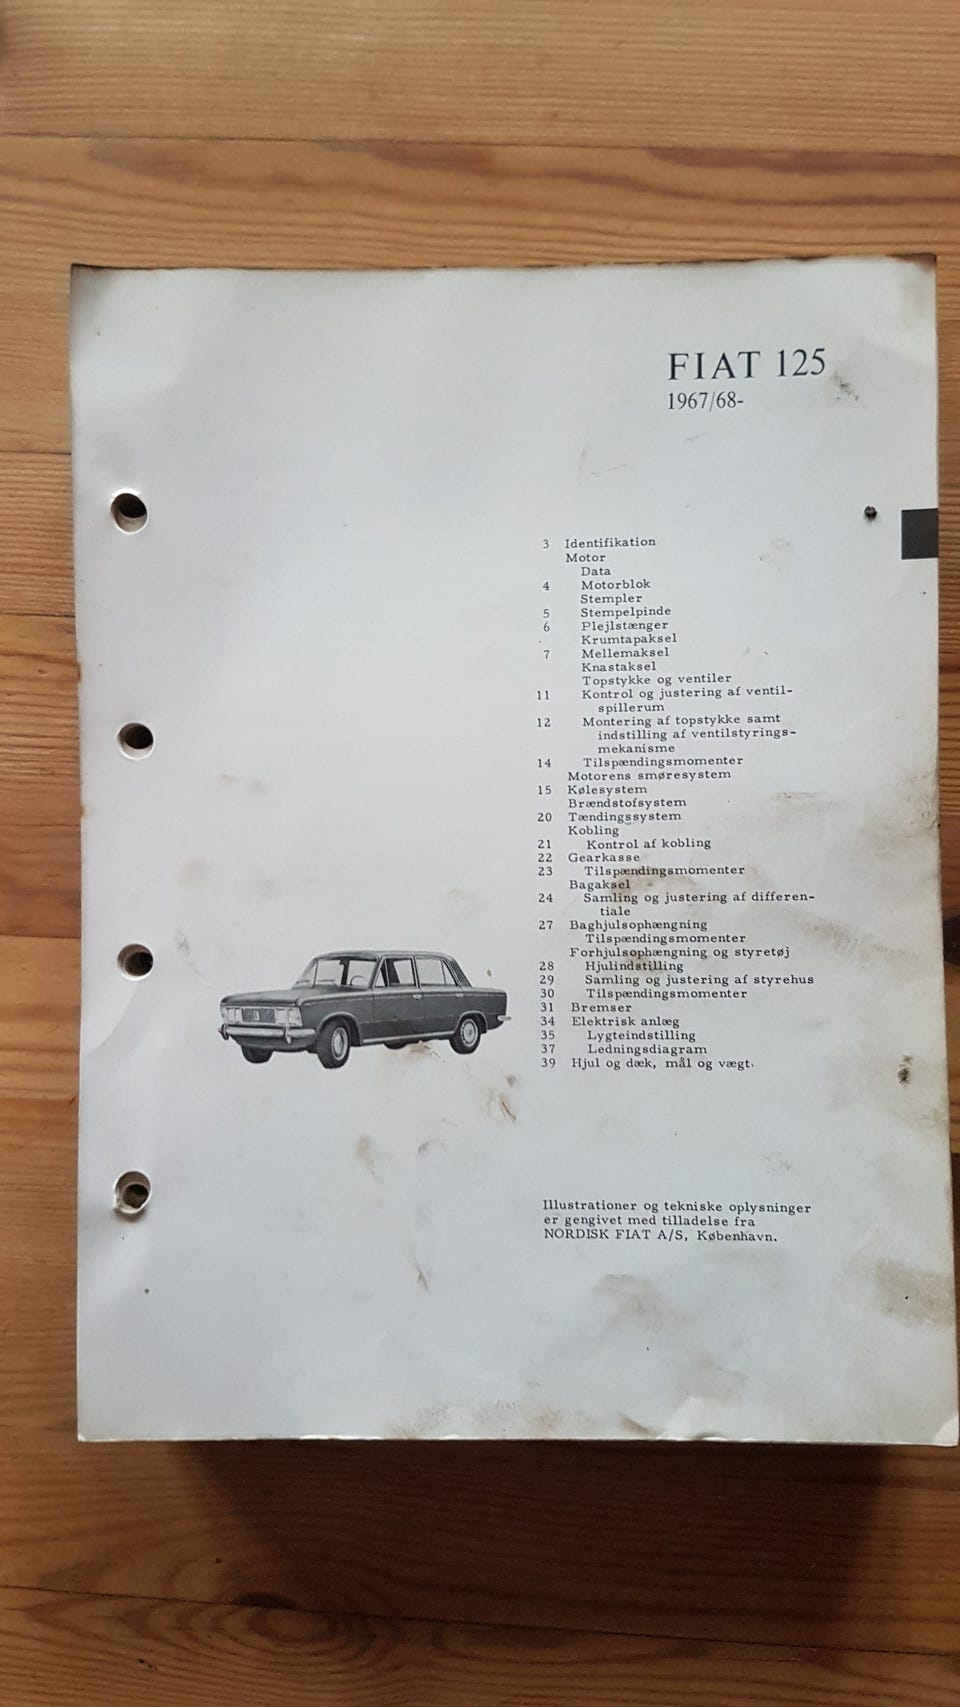 FIAT 125
1967/68-
3 Identifikation
Motor
Data
4 Motorblok
Stempler
5 Stempelpinde
6 Plejlstænger
Krumtapaksel
7 Mellemaksel
Knastaksel
Topstykke og ventiler
11 Kontrol og justering af ventil-
spillerum
12 Montering af topstykke samt
indstilling af ventilstyrings-
mekanisme
14 Tilspændingsmomenter
Motorens smøresystem
15 Kølesystem
Brændstofsystem
20 Tændingssystem
Kobling
21 Kontrol af kobling
22 Gearkasse
23 Tilspændingsmomenter
Bagaksel
24 Samling og justering af differen-
tiale
27 Baghjulsophængning
Tilspændingsmomenter
Forhjulsophængning og styretøj
28 Hjulindstilling
29 Samling og justering af styrehus
30 Tilspændingsmomenter
31 Bremser
34 Elektrisk anlæg
35 Lygteindstilling
37 Ledningsdiagram
39 Hjul og dæk, mål og vægt.
Illustrationer og tekniske oplysninger
er gengivet med tilladelse fra
NORDISK FIAT A/S, København.